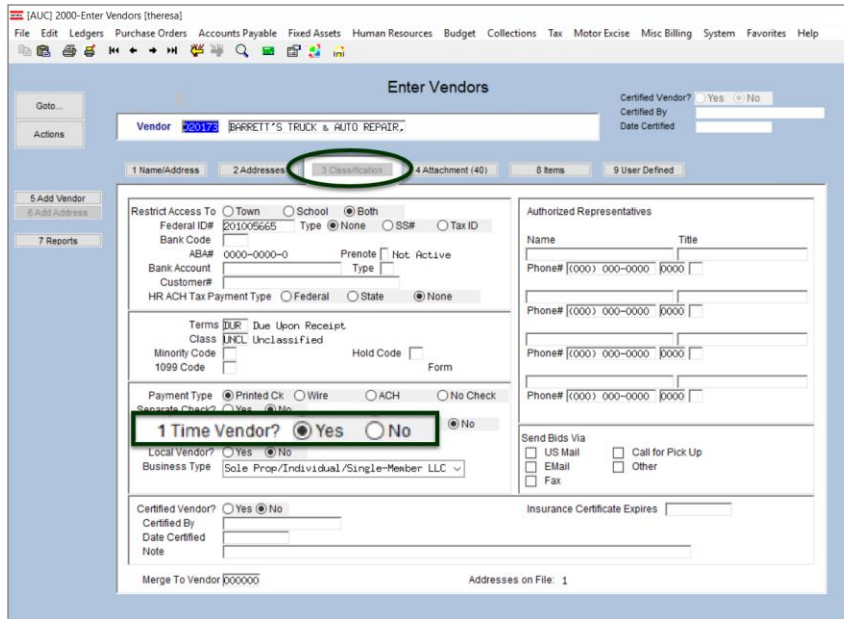 [AUC] 2000-Enter Vendors [theresa]
File Edit Ledgers Purchase Orders Accounts Payable Fixed Assets Human Resources Budget Collections Tax Motor Excise Misc Billing System Favorites Help
Enter Vendors
Goto...
Actions
Certified Vendor? Yes No
Certified By
Date Certified
Vendor 020173 BARRETT'S TRUCK & AUTO REPAIR,
1 Name/Address 2 Addresses 3 Classification 4 Attachment (40) 8 Items 9 User Defined
5 Add Vendor
6 Add Address
7 Reports
Restrict Access To Town School Both
Federal ID# 201005665 Type None SS# Tax ID
Bank Code
ABA# 0000-0000-0 Prenote Not Active
Bank Account Type
Customer#
HR ACH Tax Payment Type Federal State None
Terms DUR Due Upon Receipt
Class UNCL Unclassified
Minority Code Hold Code
1099 Code Form
Payment Type Printed Ck Wire ACH No Check
Separate Check? Yes No
No
1 Time Vendor? Yes No
Local Vendor? Yes No
Business Type Sole Prop/Individual/Single-Member LLC
Authorized Representatives
Name Title
Phone# (000) 000-0000 0000
Phone# (000) 000-0000 0000
Phone# (000) 000-0000 0000
Phone# (000) 000-0000 0000
Send Bids Via
US Mail Call for Pick Up
EMail Other
Fax
Certified Vendor? Yes No Insurance Certificate Expires
Certified By
Date Certified
Note
Merge To Vendor 000000 Addresses on File: 1